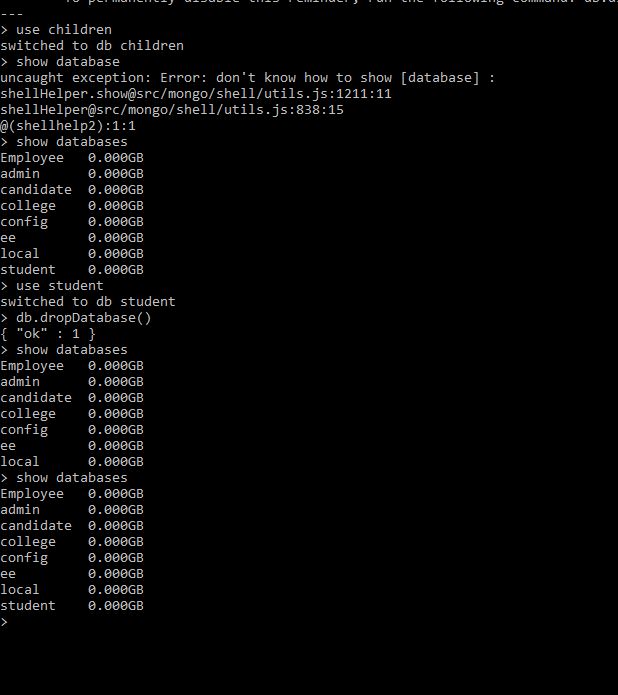 To permanently disable this reminder, run the following command: db.d
---
> use children
switched to db children
> show database
uncaught exception: Error: don't know how to show [database] :
shellHelper.show@src/mongo/shell/utils.js:1211:11
shellHelper@src/mongo/shell/utils.js:838:15
@(shellhelp2):1:1
> show databases
Employee   0.000GB
admin      0.000GB
candidate  0.000GB
college    0.000GB
config     0.000GB
ee         0.000GB
local      0.000GB
student    0.000GB
> use student
switched to db student
> db.dropDatabase()
{ "ok" : 1 }
> show databases
Employee   0.000GB
admin      0.000GB
candidate  0.000GB
college    0.000GB
config     0.000GB
ee         0.000GB
local      0.000GB
> show databases
Employee   0.000GB
admin      0.000GB
candidate  0.000GB
college    0.000GB
config     0.000GB
ee         0.000GB
local      0.000GB
student    0.000GB
>